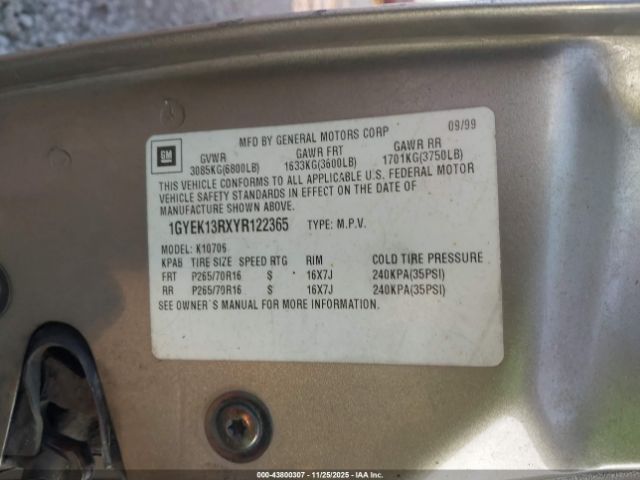 09/99
MFD BY GENERAL MOTORS CORP
GM
GVWR GAWR FRT GAWR RR
3085KG(6800LB) 1633KG(3600LB) 1701KG(3750LB)
THIS VEHICLE CONFORMS TO ALL APPLICABLE U.S. FEDERAL MOTOR
VEHICLE SAFETY STANDARDS IN EFFECT ON THE DATE OF
MANUFACTURE SHOWN ABOVE.
1GYEK13RXYR122365 TYPE: M.P.V.
MODEL: K10706
KPAB TIRE SIZE SPEED RTG RIM COLD TIRE PRESSURE
FRT P265/70R16 S 16X7J 240KPA(35PSI)
RR P265/70R16 S 16X7J 240KPA(35PSI)
SEE OWNER'S MANUAL FOR MORE INFORMATION.
000-43800307 11/25/2025 IAA Inc.